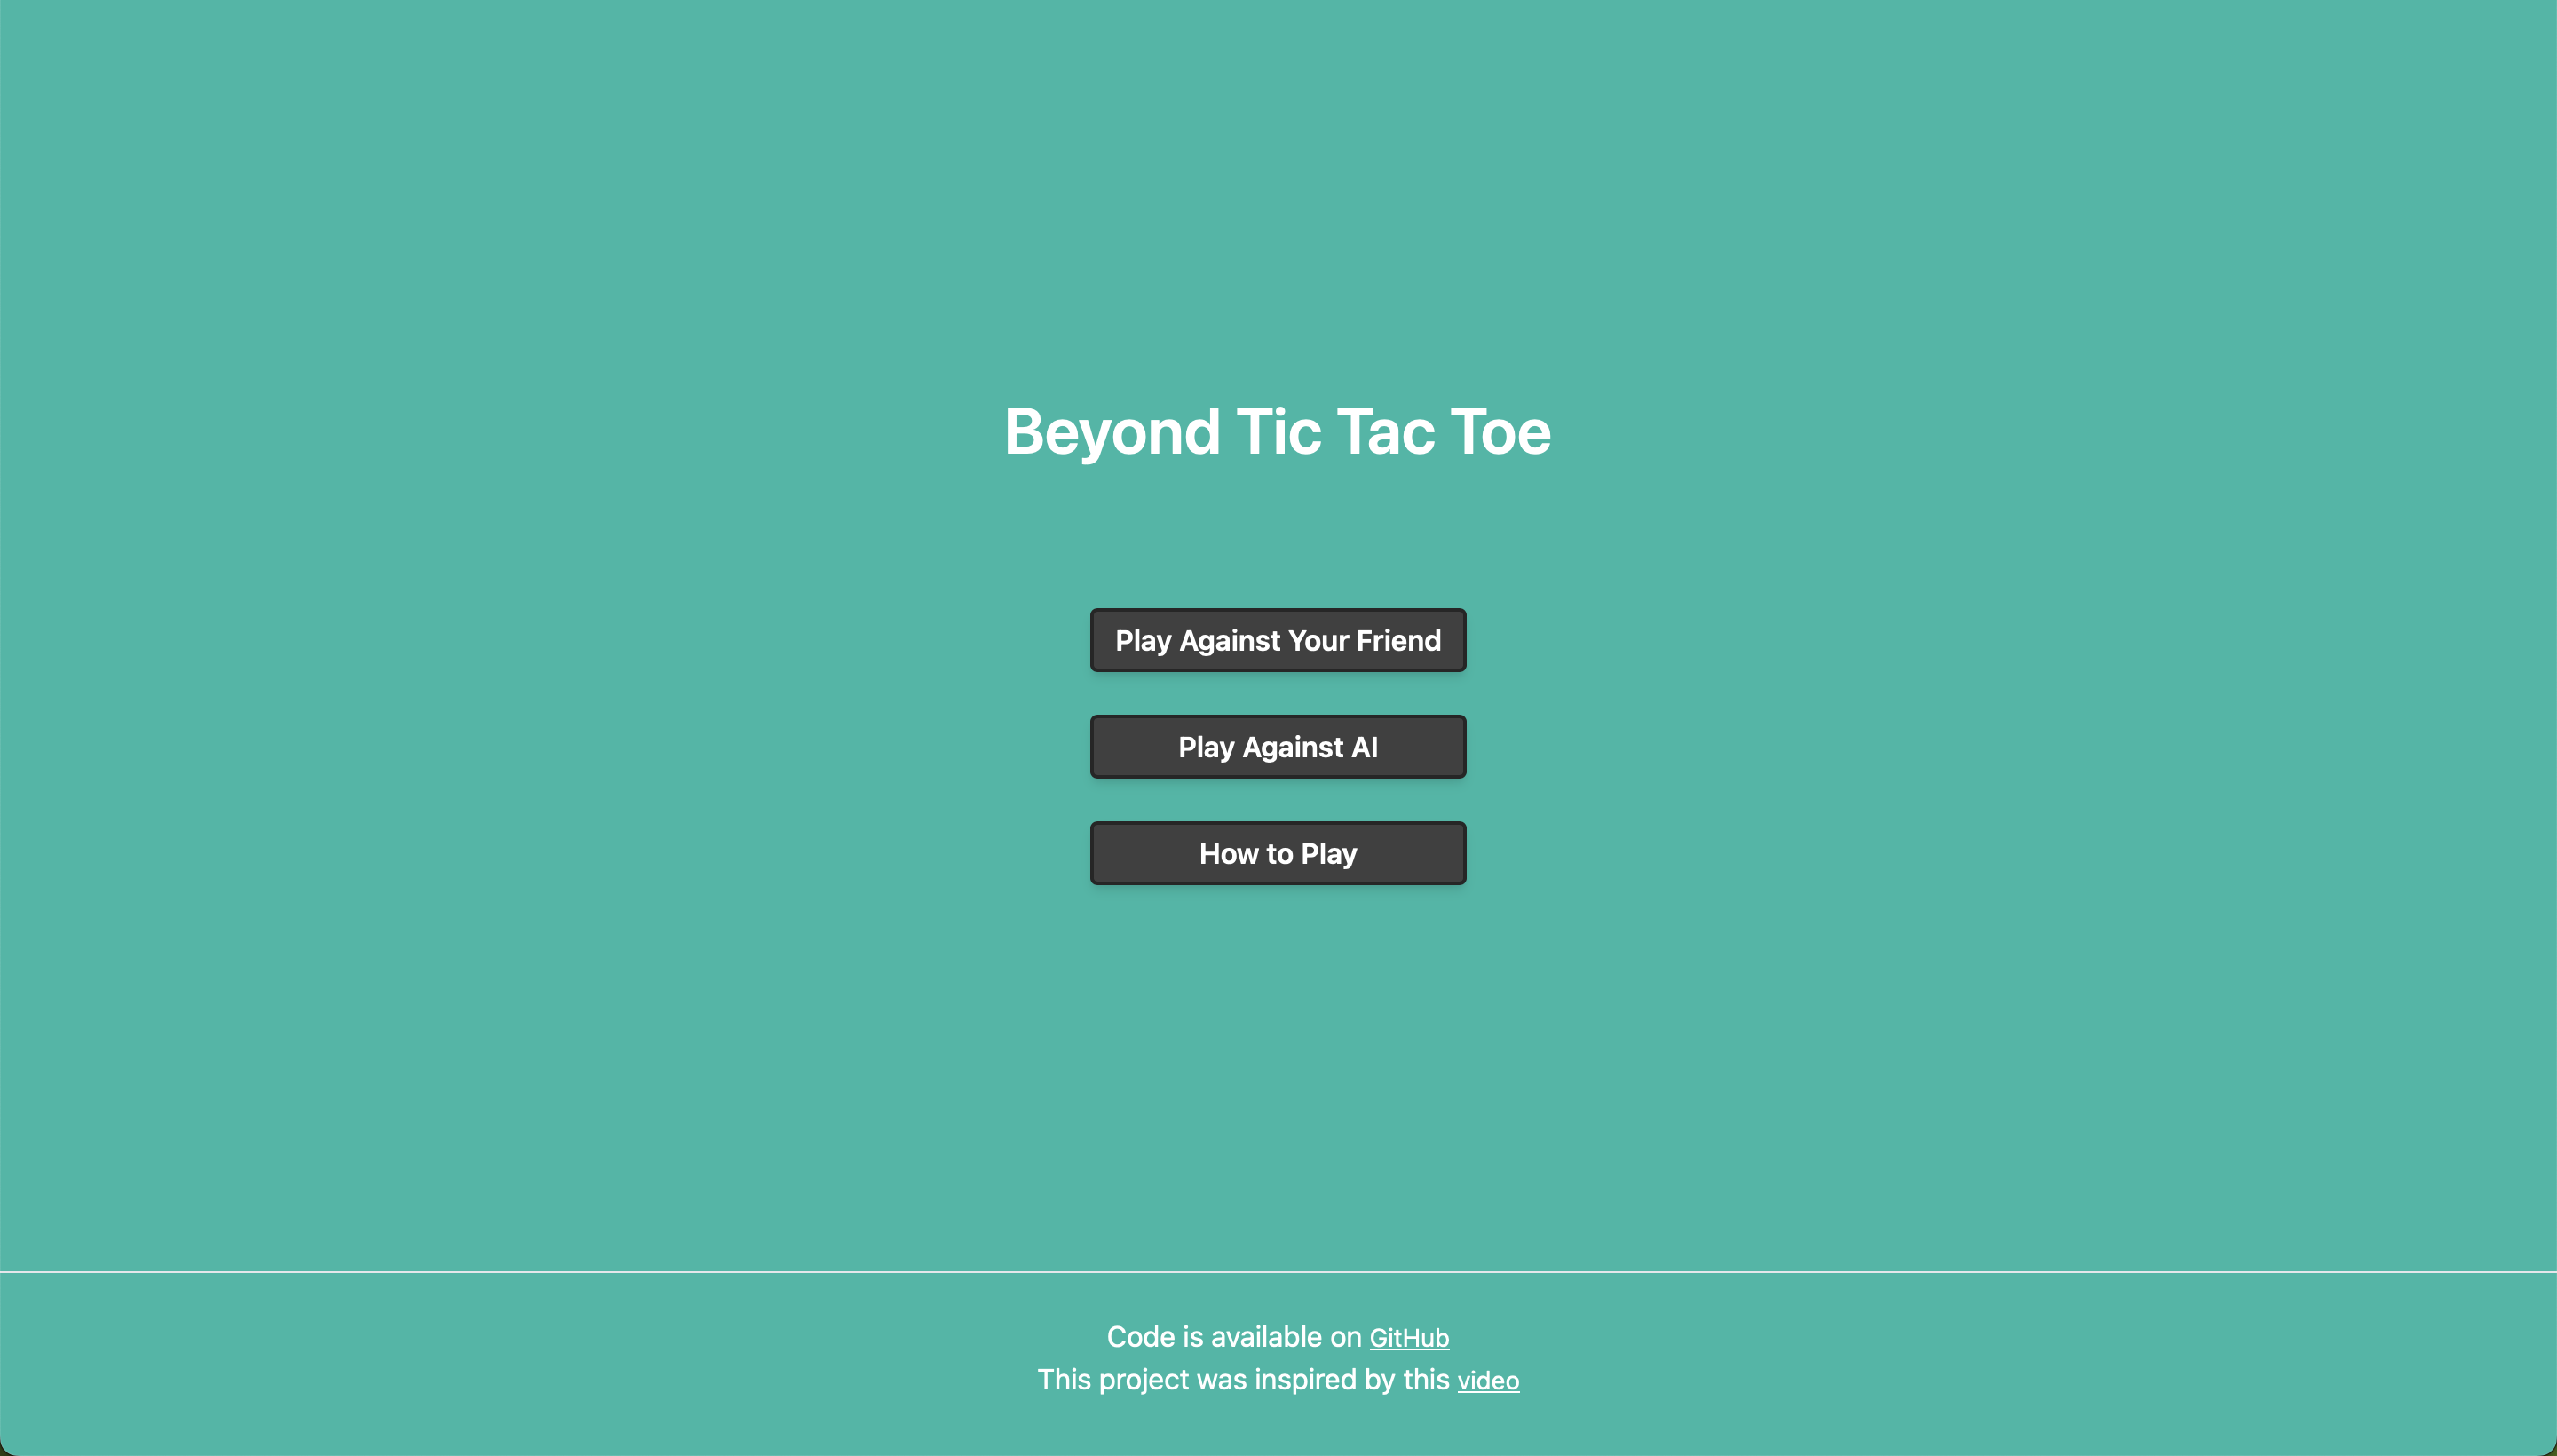 Beyond Tic Tac Toe
Play Against Your Friend
Play Against AI
How to Play
Code is available on GitHub
This project was inspired by this video